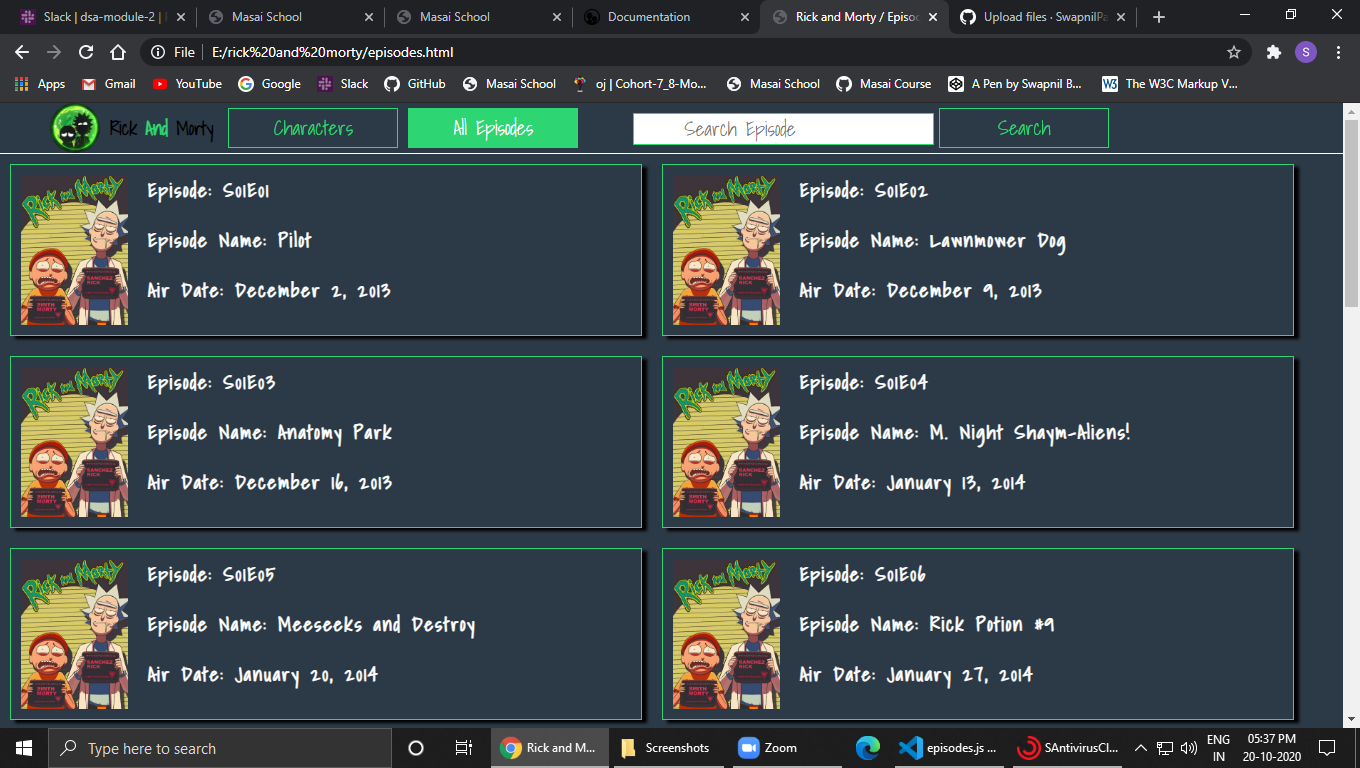 Slack | dsa-module-2 |
Masai School
Masai School
Documentation
Rick and Morty / Episo
Upload files · SwapnilPa
File
E:/rick%20and%20morty/episodes.html
S
Apps
Gmail
YouTube
Google
Slack
GitHub
Masai School
oj | Cohort-7_8-Mo...
Masai School
Masai Course
A Pen by Swapnil B...
The W3C Markup V...
Rick And Morty
Characters
All Episodes
Search Episode
Search
RICK AND MORTY
SANCHEZ
RICK
SMITH
MORTY
Episode: S01E01
Episode Name: Pilot
Air Date: December 2, 2013
RICK AND MORTY
SANCHEZ
RICK
SMITH
MORTY
Episode: S01E02
Episode Name: Lawnmower Dog
Air Date: December 9, 2013
RICK AND MORTY
SANCHEZ
RICK
SMITH
MORTY
Episode: S01E03
Episode Name: Anatomy Park
Air Date: December 16, 2013
RICK AND MORTY
SANCHEZ
RICK
SMITH
MORTY
Episode: S01E04
Episode Name: M. Night Shaym-Aliens!
Air Date: January 13, 2014
RICK AND MORTY
SANCHEZ
RICK
SMITH
MORTY
Episode: S01E05
Episode Name: Meeseeks and Destroy
Air Date: January 20, 2014
RICK AND MORTY
SANCHEZ
RICK
SMITH
MORTY
Episode: S01E06
Episode Name: Rick Potion #9
Air Date: January 27, 2014
Type here to search
Rick and M...
Screenshots
Zoom
episodes.js ...
SAntivirusCl...
ENG
IN
05:37 PM
20-10-2020